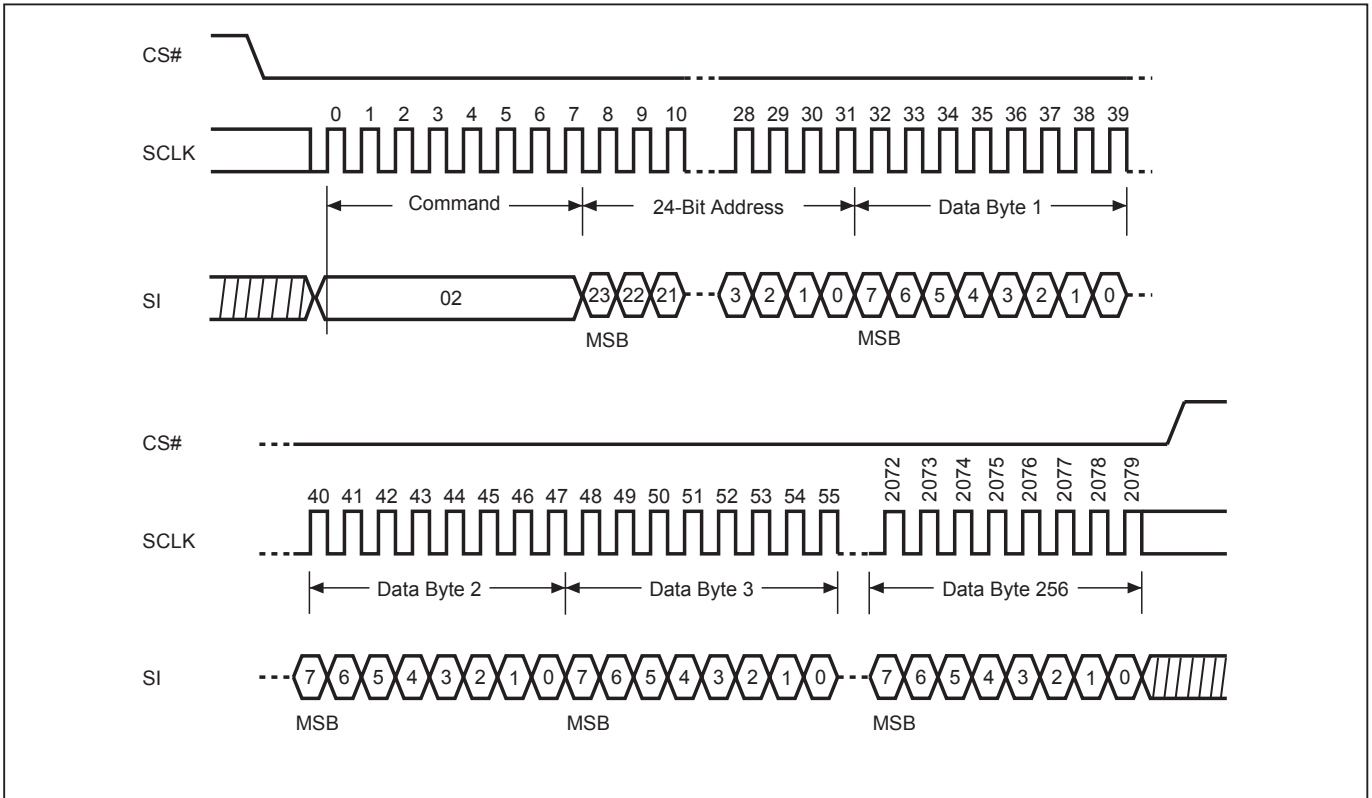 CS#
0 1 2 3 4 5 6 7 8 9 10 28 29 30 31 32 33 34 35 36 37 38 39
SCLK
Command 24-Bit Address Data Byte 1
SI 02 23 22 21 3 2 1 0 7 6 5 4 3 2 1 0
MSB MSB
CS#
2072 2073 2074 2075 2076 2077 2078 2079
40 41 42 43 44 45 46 47 48 49 50 51 52 53 54 55
SCLK
Data Byte 2 Data Byte 3 Data Byte 256
SI 7 6 5 4 3 2 1 0 7 6 5 4 3 2 1 0 7 6 5 4 3 2 1 0
MSB MSB MSB